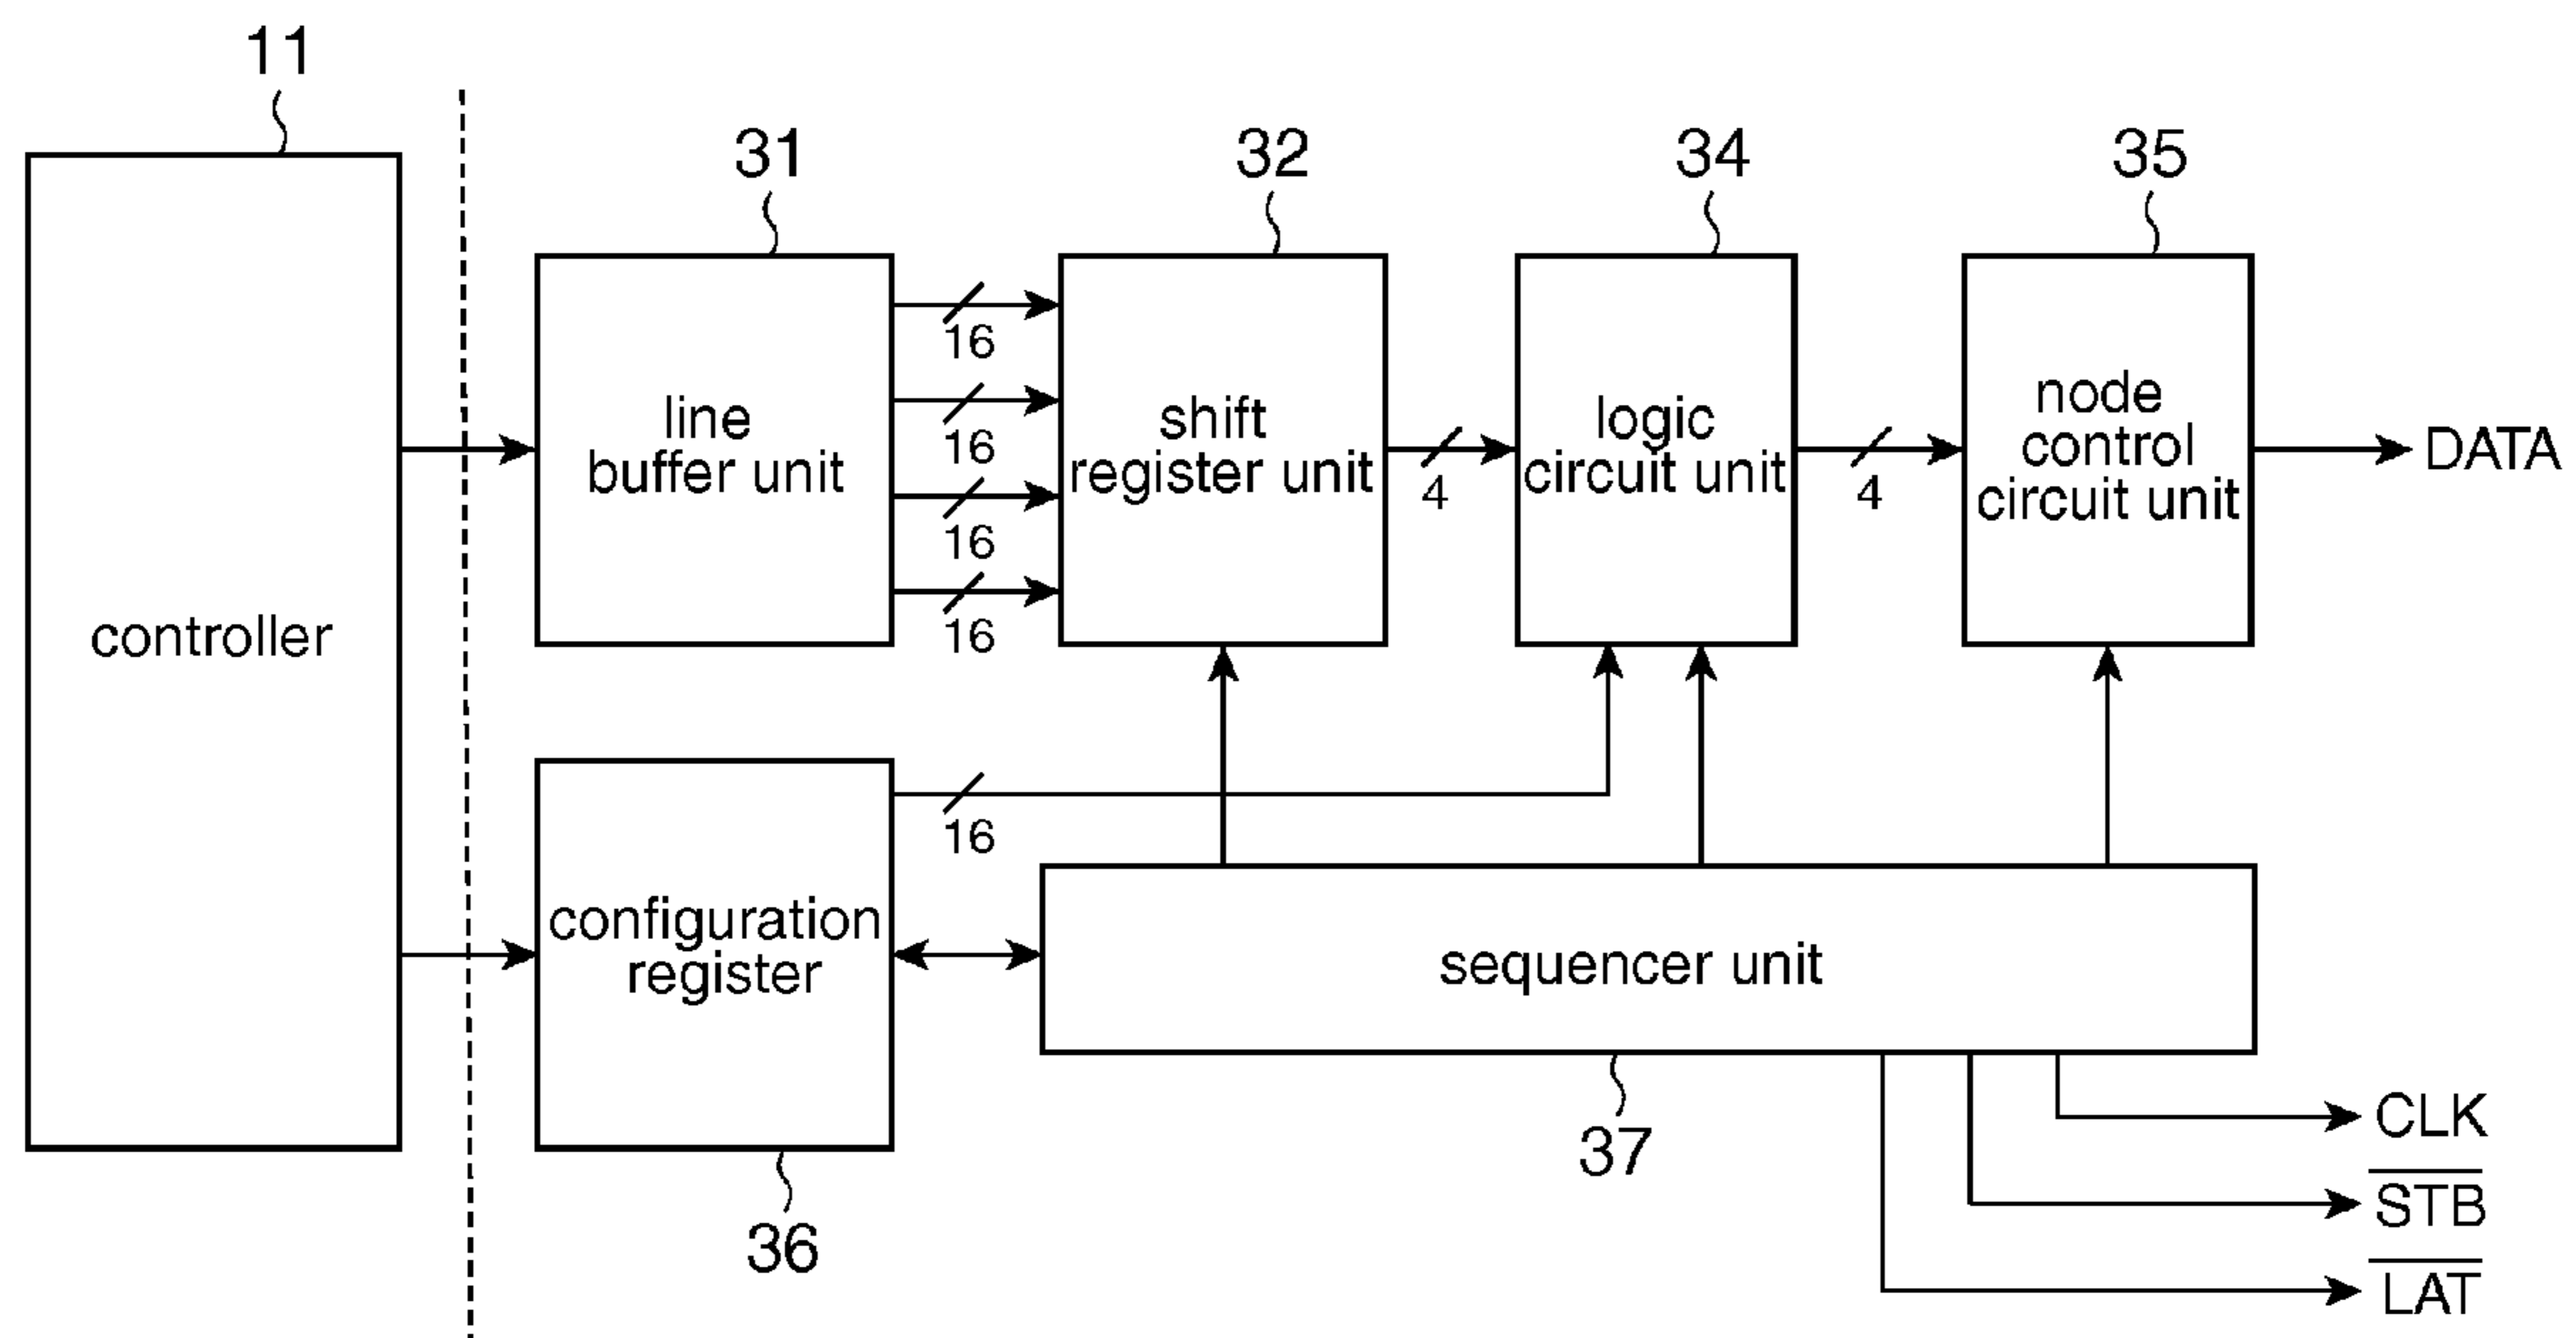 11
31
32
34
35
16
16
16
16
line
buffer unit
shift
register unit
4
logic
circuit unit
4
node
control
circuit unit
DATA
controller
16
configuration
register
sequencer unit
36
37
CLK
STB
LAT